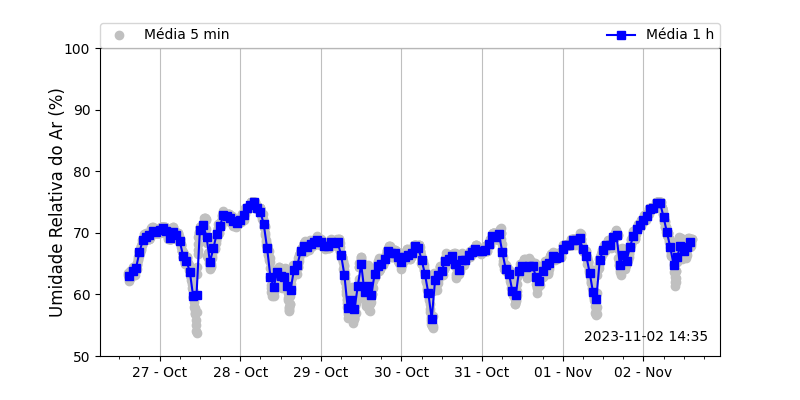 Média 5 min Média 1 h
100
90
80
70
60
50
Umidade Relativa do Ar (%)
2023-11-02 14:35
27 - Oct 28 - Oct 29 - Oct 30 - Oct 31 - Oct 01 - Nov 02 - Nov